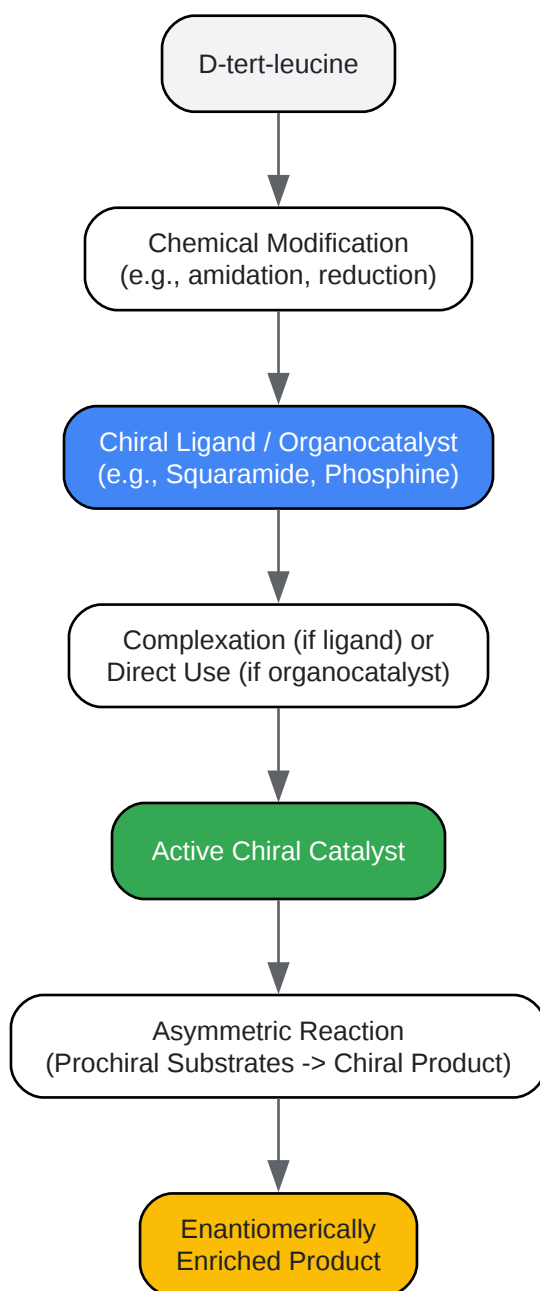 D-tert-leucine
Chemical Modification
(e.g., amidation, reduction)
Chiral Ligand / Organocatalyst
(e.g., Squaramide, Phosphine)
Complexation (if ligand) or
Direct Use (if organocatalyst)
Active Chiral Catalyst
Asymmetric Reaction
(Prochiral Substrates -> Chiral Product)
Enantiomerically
Enriched Product